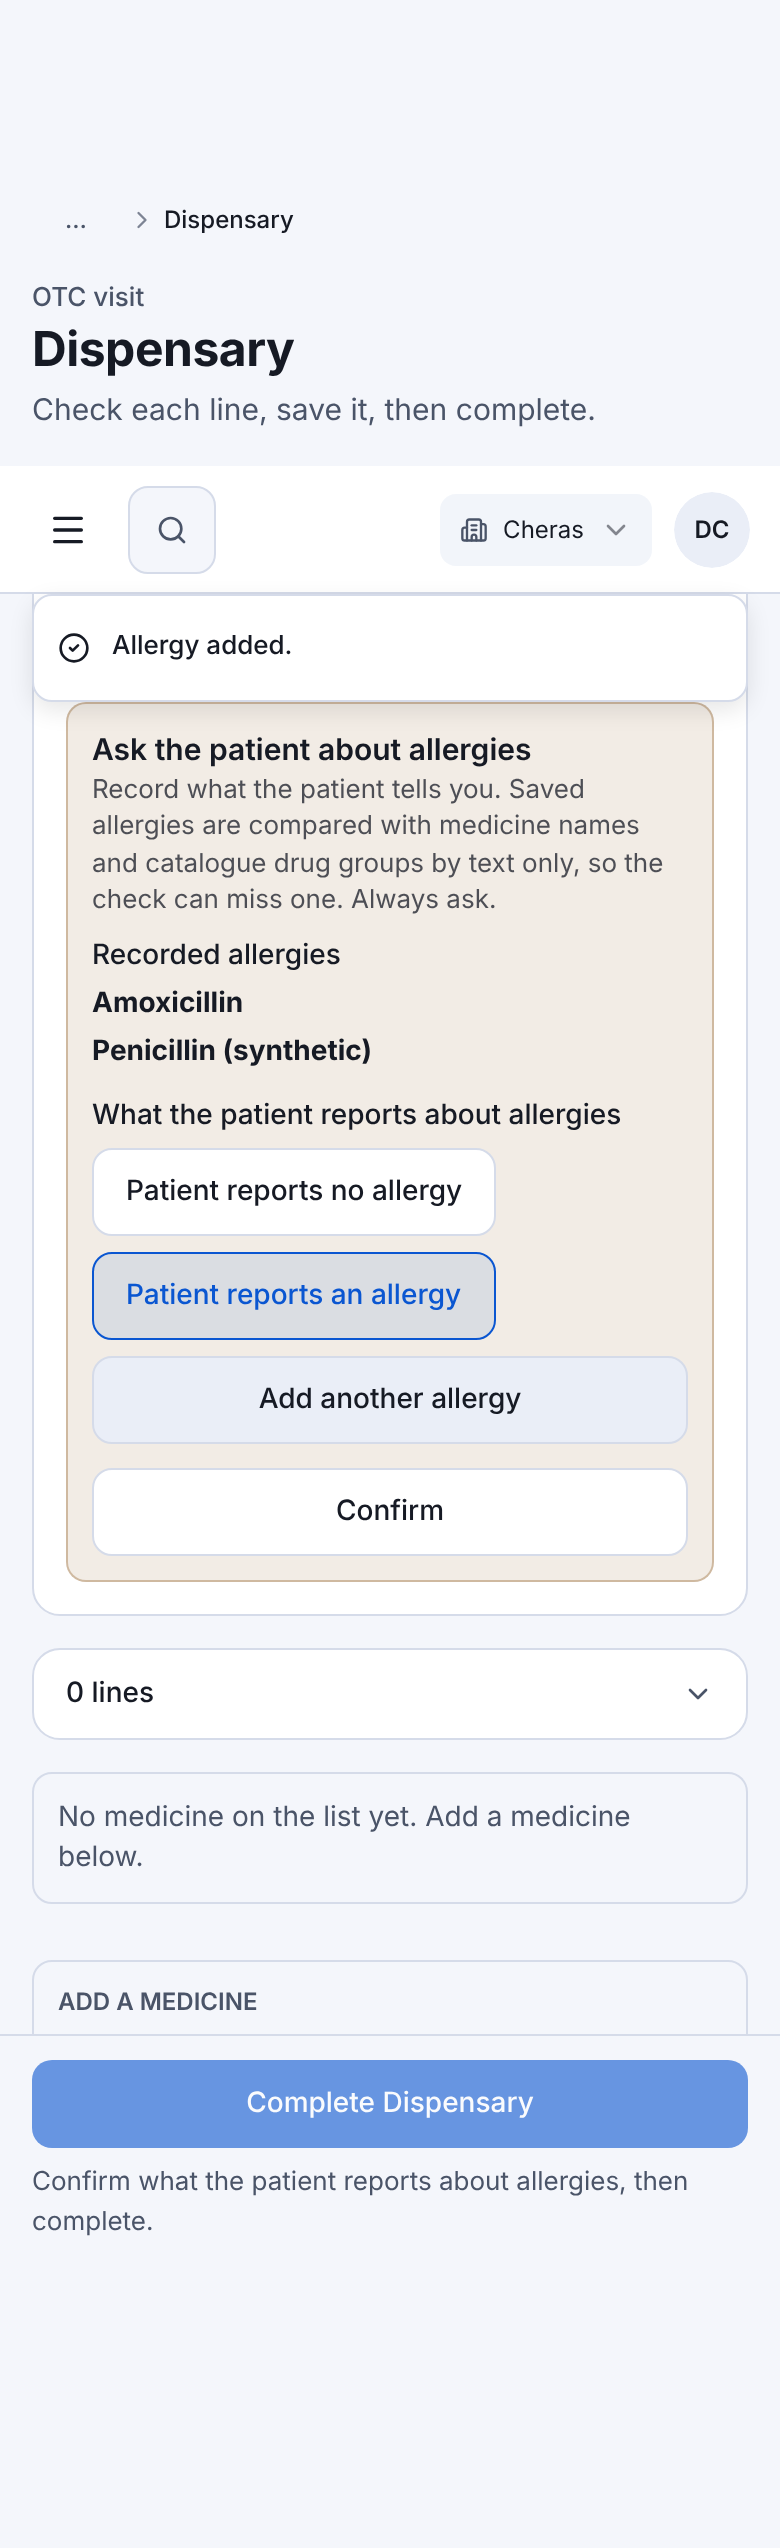 ... > Dispensary
OTC visit
Dispensary
Check each line, save it, then complete.
Cheras
DC
Allergy added.
Ask the patient about allergies
Record what the patient tells you. Saved
allergies are compared with medicine names
and catalogue drug groups by text only, so the
check can miss one. Always ask.
Recorded allergies
Amoxicillin
Penicillin (synthetic)
What the patient reports about allergies
Patient reports no allergy
Patient reports an allergy
Add another allergy
Confirm
0 lines
No medicine on the list yet. Add a medicine
below.
ADD A MEDICINE
Complete Dispensary
Confirm what the patient reports about allergies, then
complete.